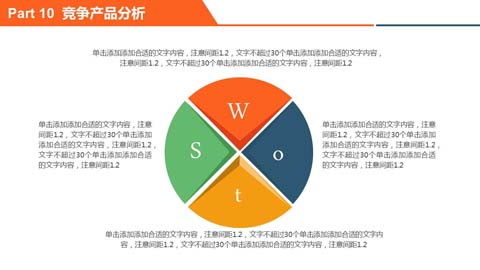 Part 10 竞争产品分析
单击添加添加合适的文字内容，注意间距1.2，文字不超过30个单击添加添加合适的文字内容，
注意间距1.2，文字不超过30个单击添加添加合适的文字内容，注意间距1.2
W
单击添加添加合适的文字内容，注意
间距1.2，文字不超过30个单击添加
添加合适的文字内容，注意间距1.2，
文字不超过30个单击添加添加合适
的文字内容，注意间距1.2
S
o
单击添加添加合适的文字内容，注意
间距1.2，文字不超过30个单击添加
添加合适的文字内容，注意间距1.2，
文字不超过30个单击添加添加合适
的文字内容，注意间距1.2
t
单击添加添加合适的文字内容，注意间距1.2，文字不超过30个单击添加添加合适的文字内
容，注意间距1.2，文字不超过30个单击添加添加合适的文字内容，注意间距1.2